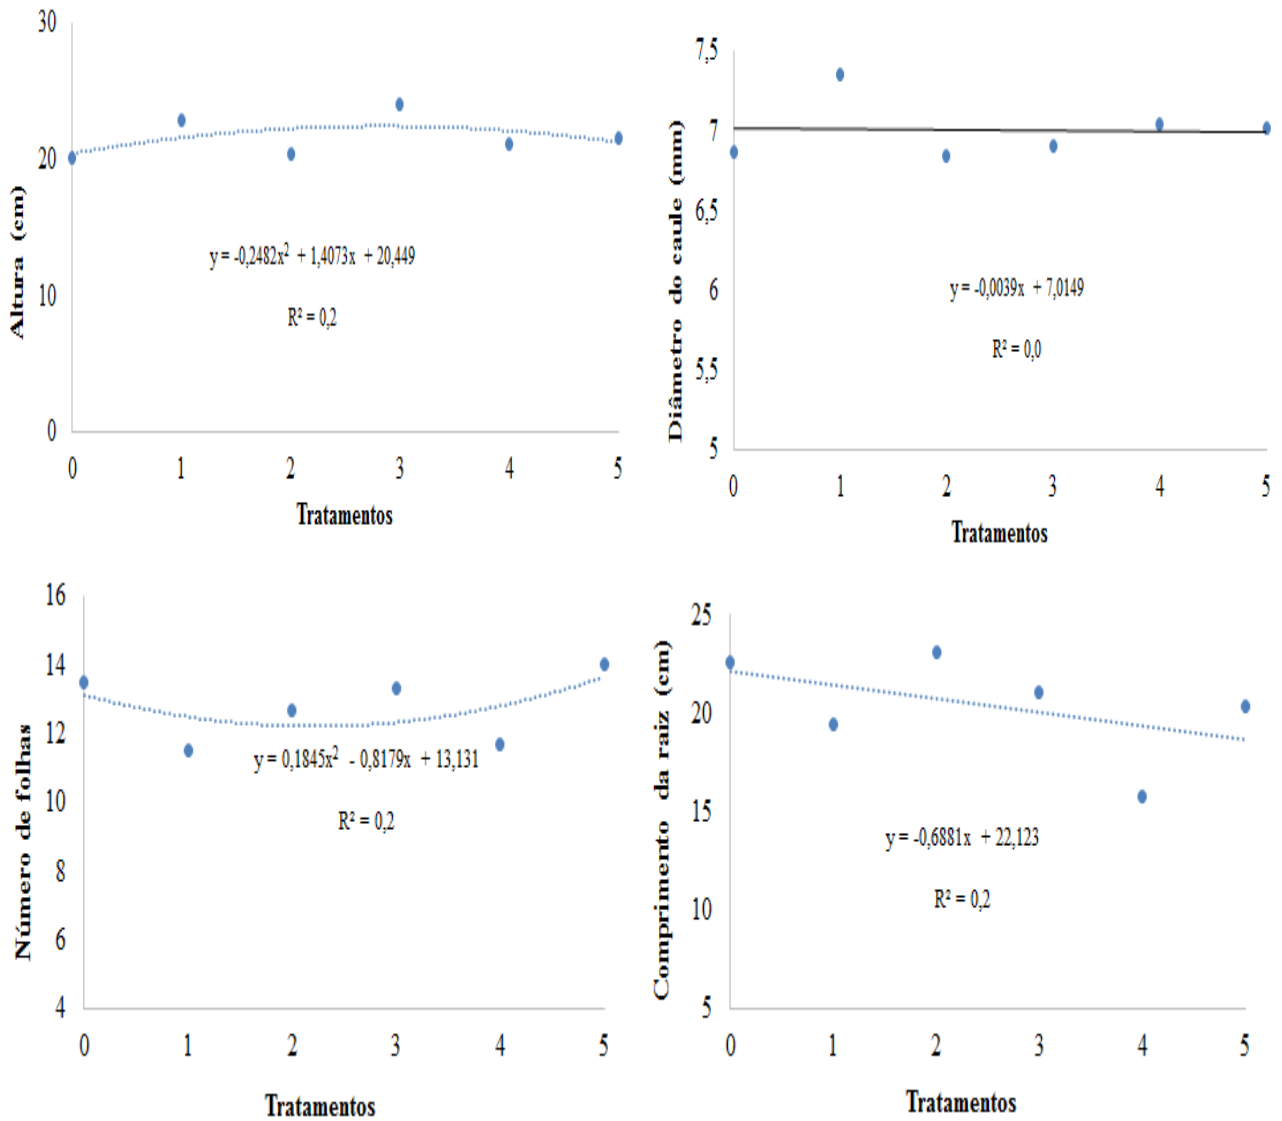 30
20
10
0
Altura (cm)
y = -0,2482x² + 1,4073x + 20,449
R² = 0,2
0 1 2 3 4 5
Tratamentos
7,5
7
6,5
6
5,5
5
Diâmetro do caule (mm)
y = -0,0039x + 7,0149
R² = 0,0
0 1 2 3 4 5
Tratamentos
16
14
12
10
8
6
4
Número de folhas
y = 0,1845x² - 0,8179x + 13,131
R² = 0,2
0 1 2 3 4 5
Tratamentos
25
20
15
10
5
Comprimento da raiz (cm)
y = -0,6881x + 22,123
R² = 0,2
0 1 2 3 4 5
Tratamentos